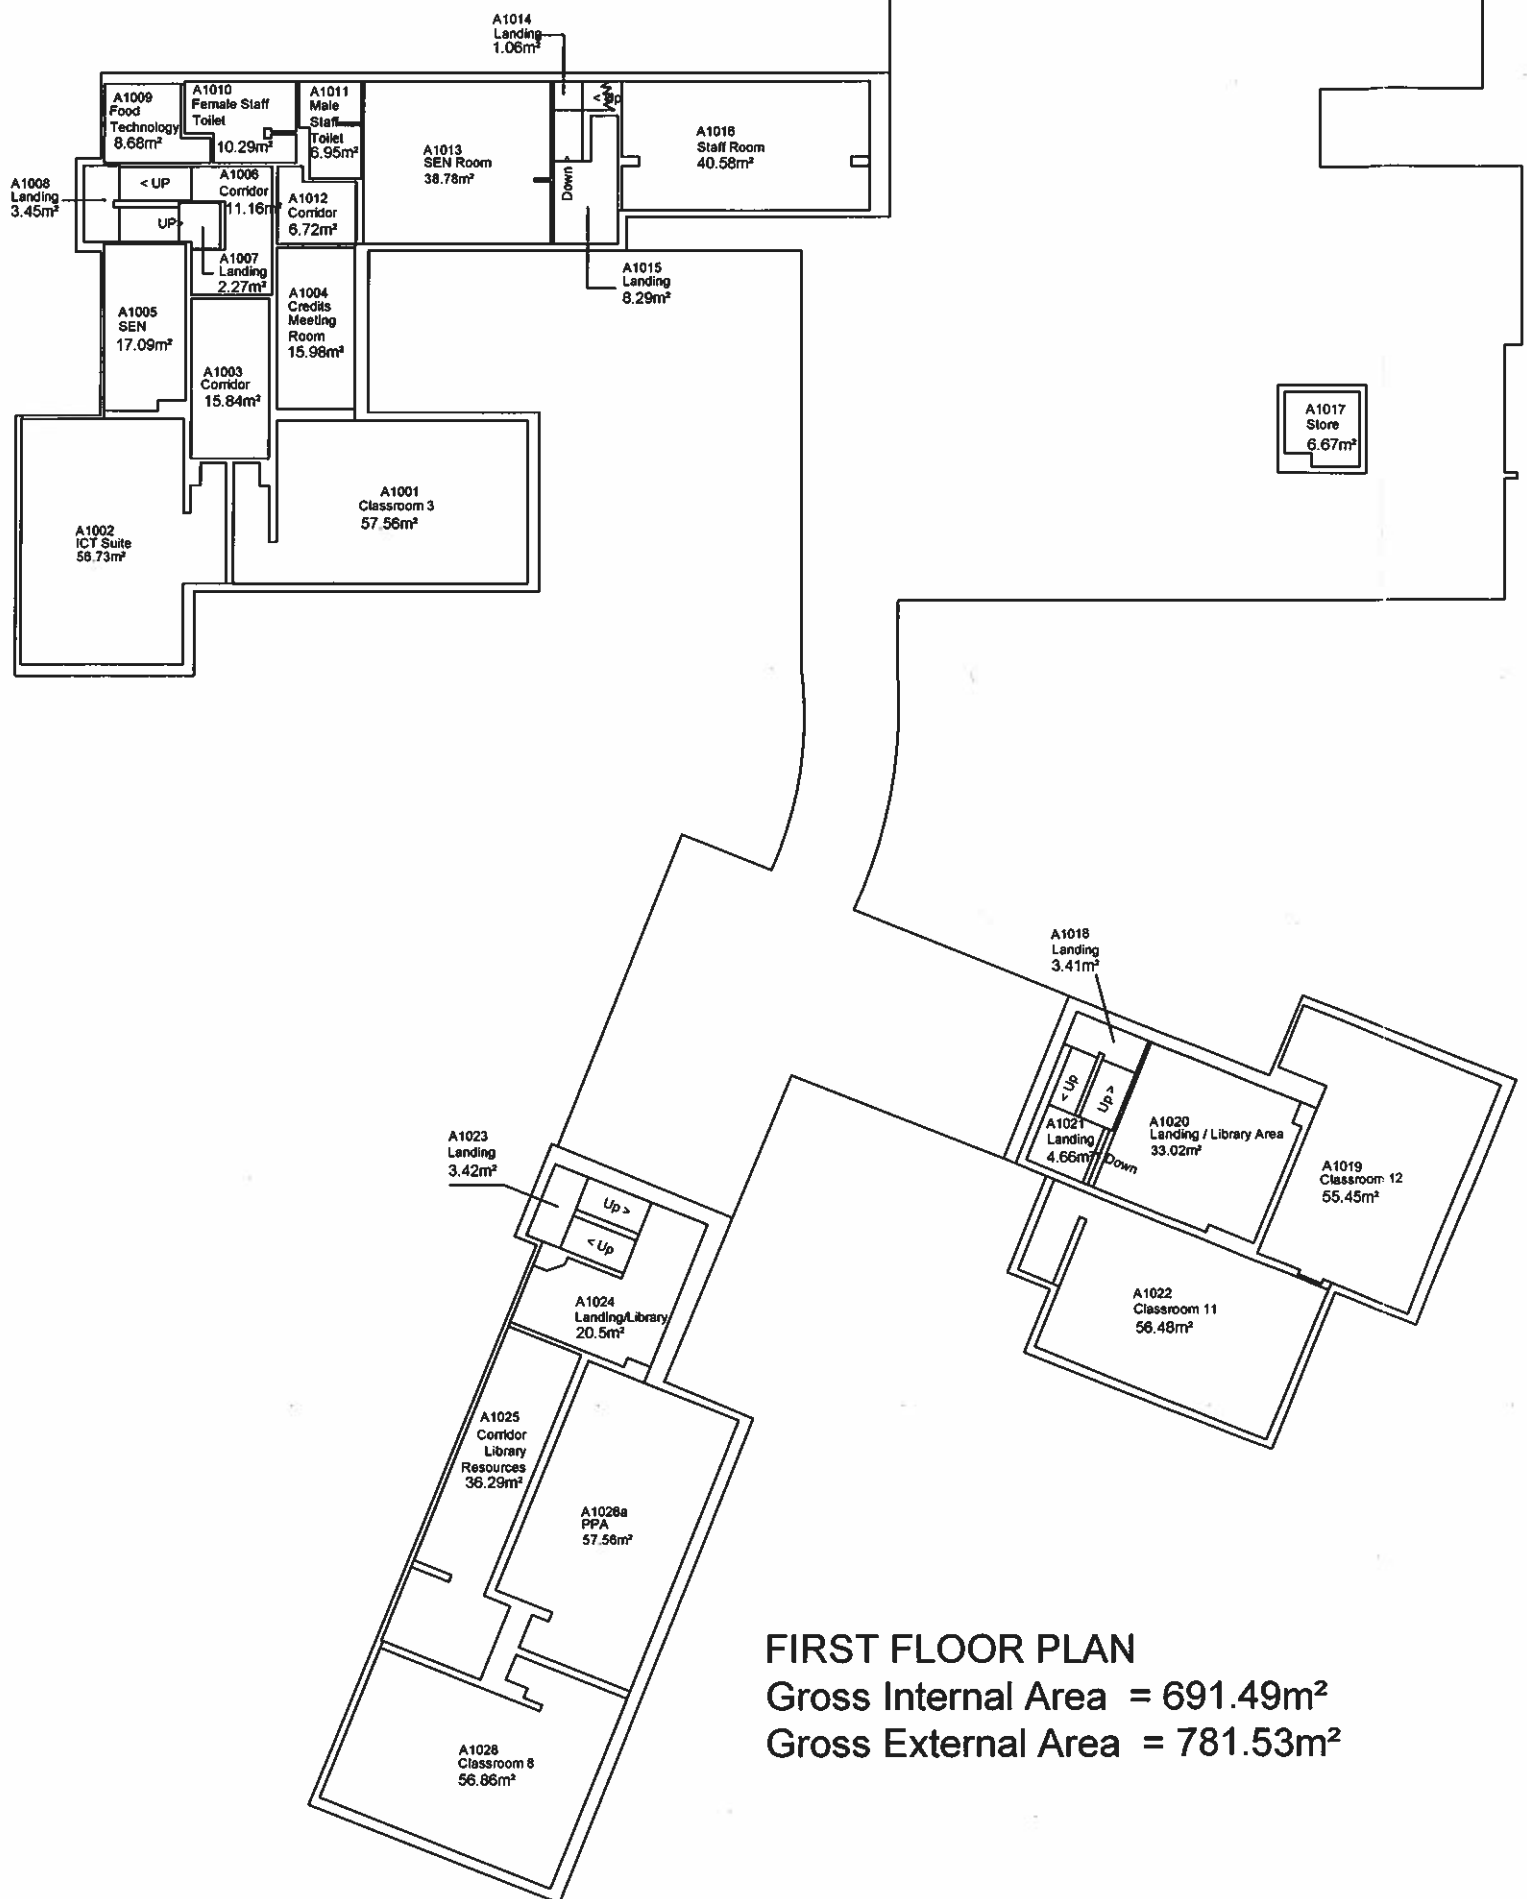 A1014
Landing
1.06m²
A1009
Food
Technology
8.68m²
A1010
Female Staff
Toilet
10.29m²
A1011
Male
Staff
Toilet
6.95m²
A1013
SEN Room
38.78m²
< Up
Down >
A1016
Staff Room
40.58m²
A1008
Landing
3.45m²
< UP
UP>
A1006
Corridor
11.16m²
A1012
Corridor
6.72m²
A1007
Landing
2.27m²
A1015
Landing
8.29m²
A1005
SEN
17.09m²
A1004
Credits
Meeting
Room
15.98m²
A1003
Corridor
15.84m²
A1017
Store
6.67m²
A1001
Classroom 3
57.56m²
A1002
ICT Suite
56.73m²
A1018
Landing
3.41m²
< Up
Up >
A1021
Landing
4.66m²
Down
A1020
Landing / Library Area
33.02m²
A1019
Classroom 12
55.45m²
A1023
Landing
3.42m²
Up >
< Up
A1024
Landing/Library
20.5m²
A1022
Classroom 11
56.48m²
A1025
Corridor
Library
Resources
36.29m²
A1026a
PPA
57.56m²
A1028
Classroom 8
56.86m²
FIRST FLOOR PLAN
Gross Internal Area = 691.49m²
Gross External Area = 781.53m²